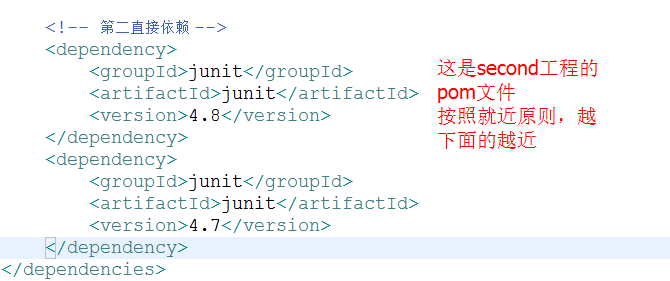 <!-- 第二直接依赖 -->
<dependency>
<groupId>junit</groupId>
<artifactId>junit</artifactId>
<version>4.8</version>
</dependency>
<dependency>
<groupId>junit</groupId>
<artifactId>junit</artifactId>
<version>4.7</version>
</dependency>
</dependencies>
这是second工程的
pom文件
按照就近原则，越
下面的越近